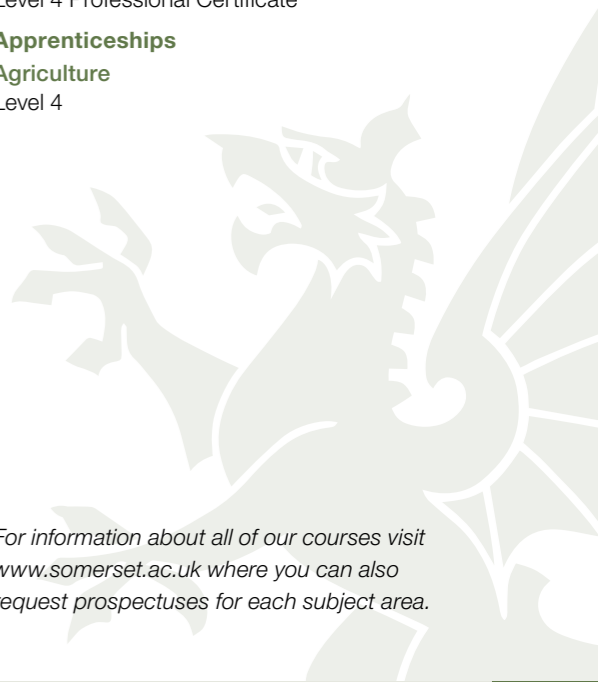 Level 4 Professional Certificate
Apprenticeships
Agriculture
Level 4
For information about all of our courses visit
www.somerset.ac.uk where you can also
request prospectuses for each subject area.